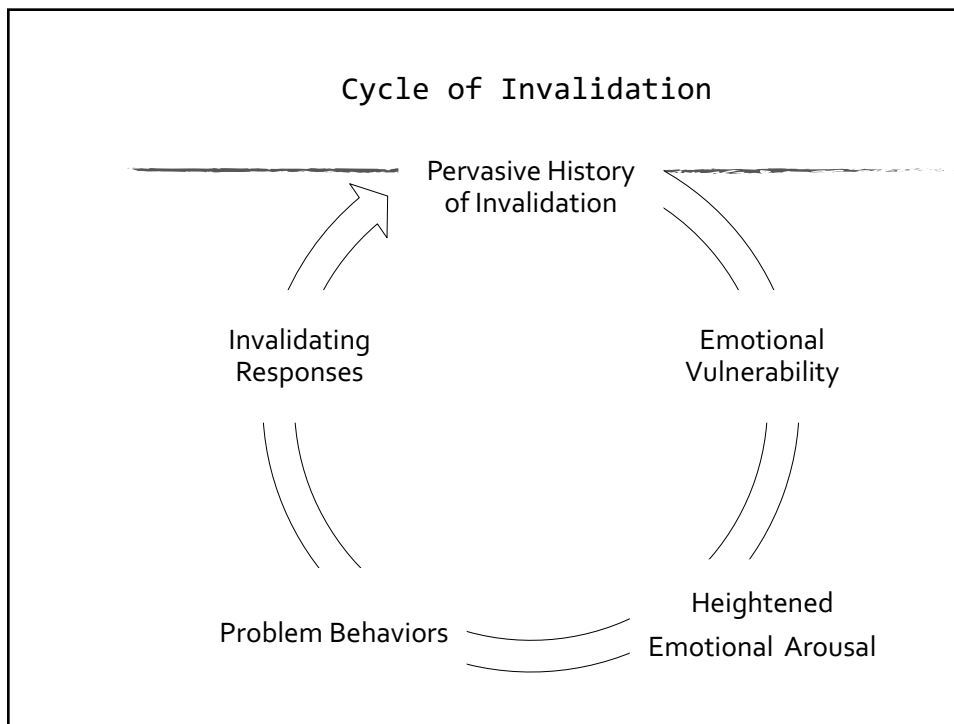 Cycle of Invalidation
Pervasive History
of Invalidation
Emotional
Vulnerability
Heightened
Emotional Arousal
Problem Behaviors
Invalidating
Responses